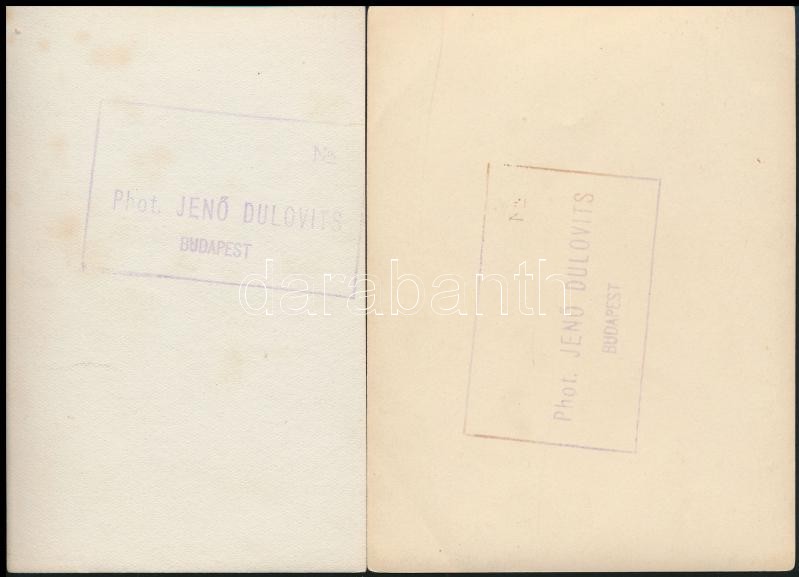 No.
Phot. JENŐ DULOVITS
BUDAPEST
darabanth
No.
Phot. JENŐ DULOVITS
BUDAPEST